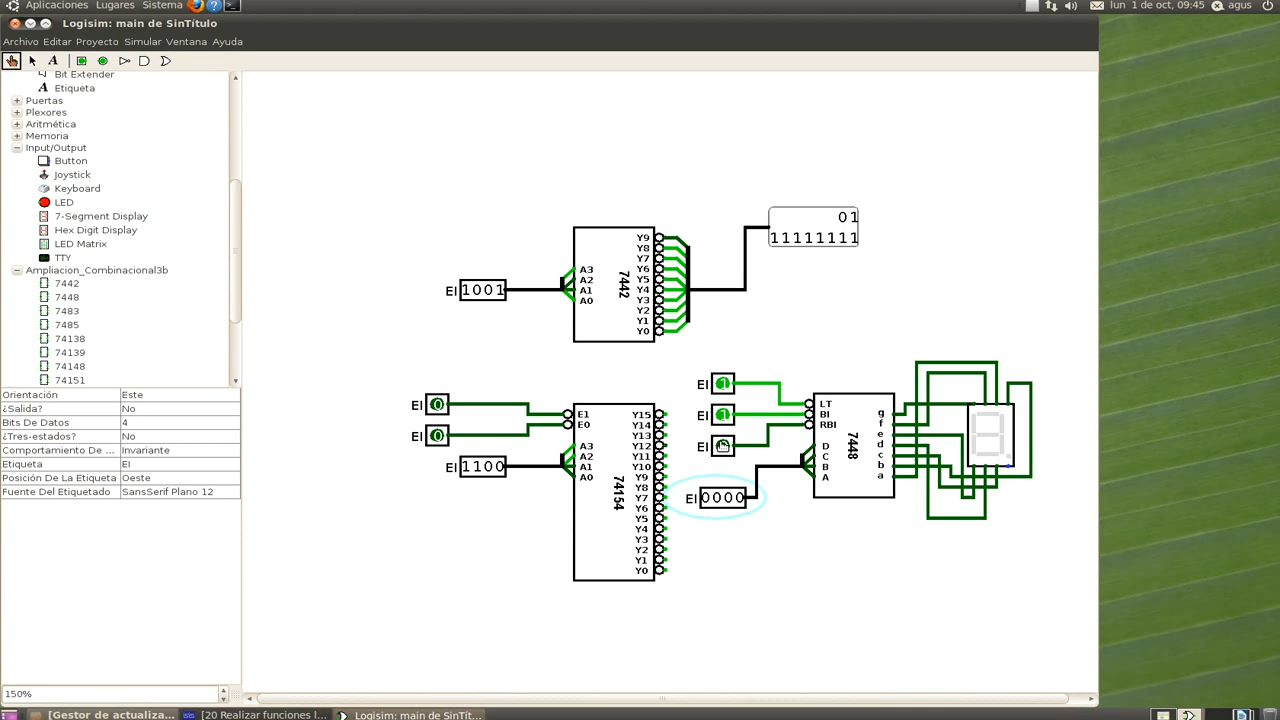 Aplicaciones Lugares Sistema
lun 1 de oct, 09:45 agus
Logisim: main de SinTítulo
Archivo Editar Proyecto Simular Ventana Ayuda
A
Bit Extender
A Etiqueta
Puertas
Plexores
Aritmética
Memoria
Input/Output
Button
Joystick
Keyboard
LED
7-Segment Display
Hex Digit Display
LED Matrix
TTY
Ampliacion_Combinacional3b
7442
7448
7483
7485
74138
74139
74148
74151
Orientación Este
¿Salida? No
Bits De Datos 4
¿Tres-estados? No
Comportamiento De ... Invariante
Etiqueta EI
Posición De La Etiqueta Oeste
Fuente Del Etiquetado SansSerif Plano 12
150%
EI 1001
A3
A2
A1
A0
7442
Y9
Y8
Y7
Y6
Y5
Y4
Y3
Y2
Y1
Y0
01
11111111
EI 0
EI 0
EI 1100
E1
E0
A3
A2
A1
A0
74154
Y15
Y14
Y13
Y12
Y11
Y10
Y9
Y8
Y7
Y6
Y5
Y4
Y3
Y2
Y1
Y0
EI 1
EI 1
EI
EI 0000
LT
BI
RBI
D
C
B
A
7448
g
f
e
d
c
b
a
[Gestor de actualiza... [20 Realizar funciones l... Logisim: main de SinTít...